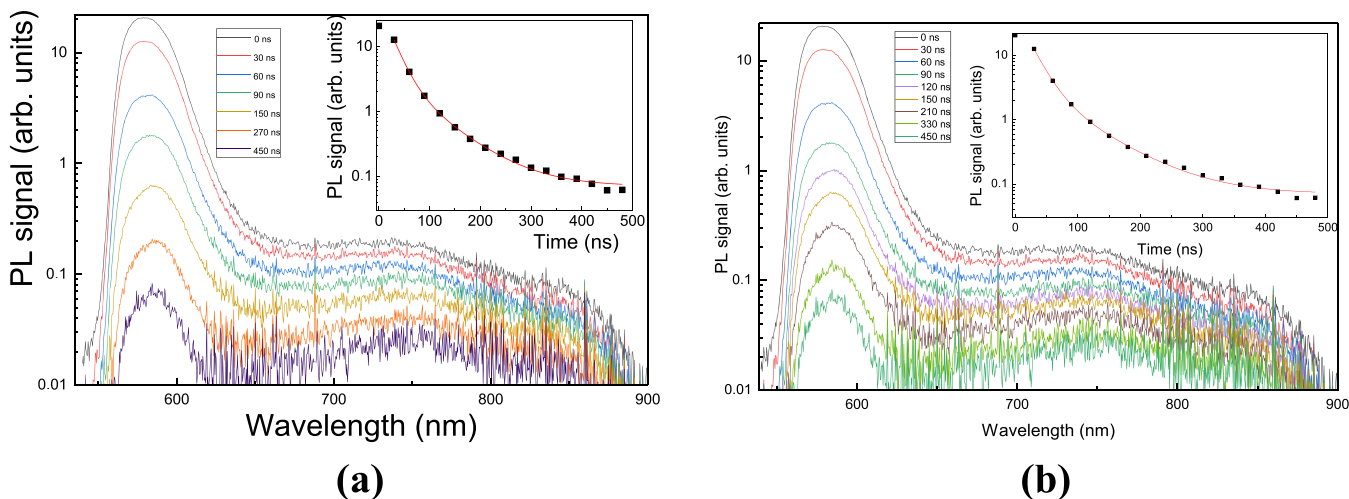 PL signal (arb. units)
10
1
0.1
0.01
600
700
800
900
Wavelength (nm)
0 ns
30 ns
60 ns
90 ns
150 ns
270 ns
450 ns
PL signal (arb. units)
10
1
0.1
0
100
200
300
400
500
Time (ns)
(a)
PL signal (arb. units)
10
1
0.1
0.01
600
700
800
900
Wavelength (nm)
0 ns
30 ns
60 ns
90 ns
120 ns
150 ns
210 ns
330 ns
450 ns
PL signal (arb. units)
10
1
0.1
0
100
200
300
400
500
Time (ns)
(b)